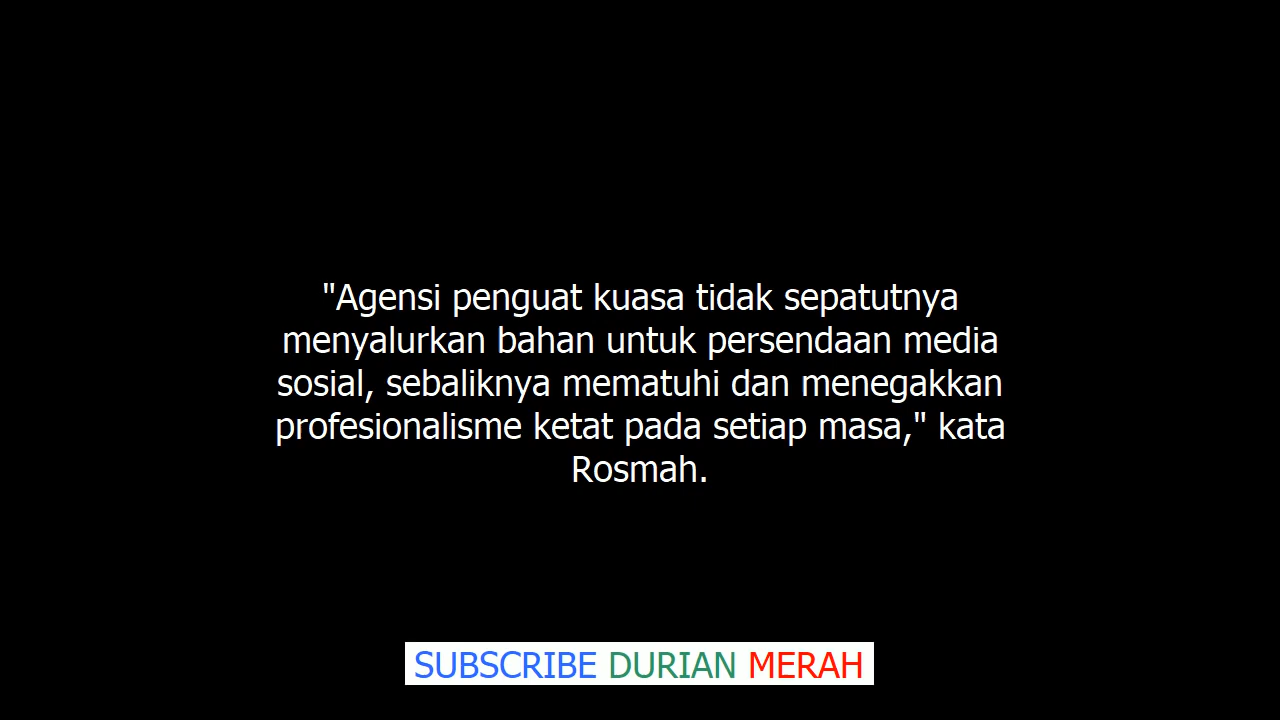 "Agensi penguat kuasa tidak sepatutnya
menyalurkan bahan untuk persendaan media
sosial, sebaliknya mematuhi dan menegakkan
profesionalisme ketat pada setiap masa," kata
Rosmah.
SUBSCRIBE DURIAN MERAH